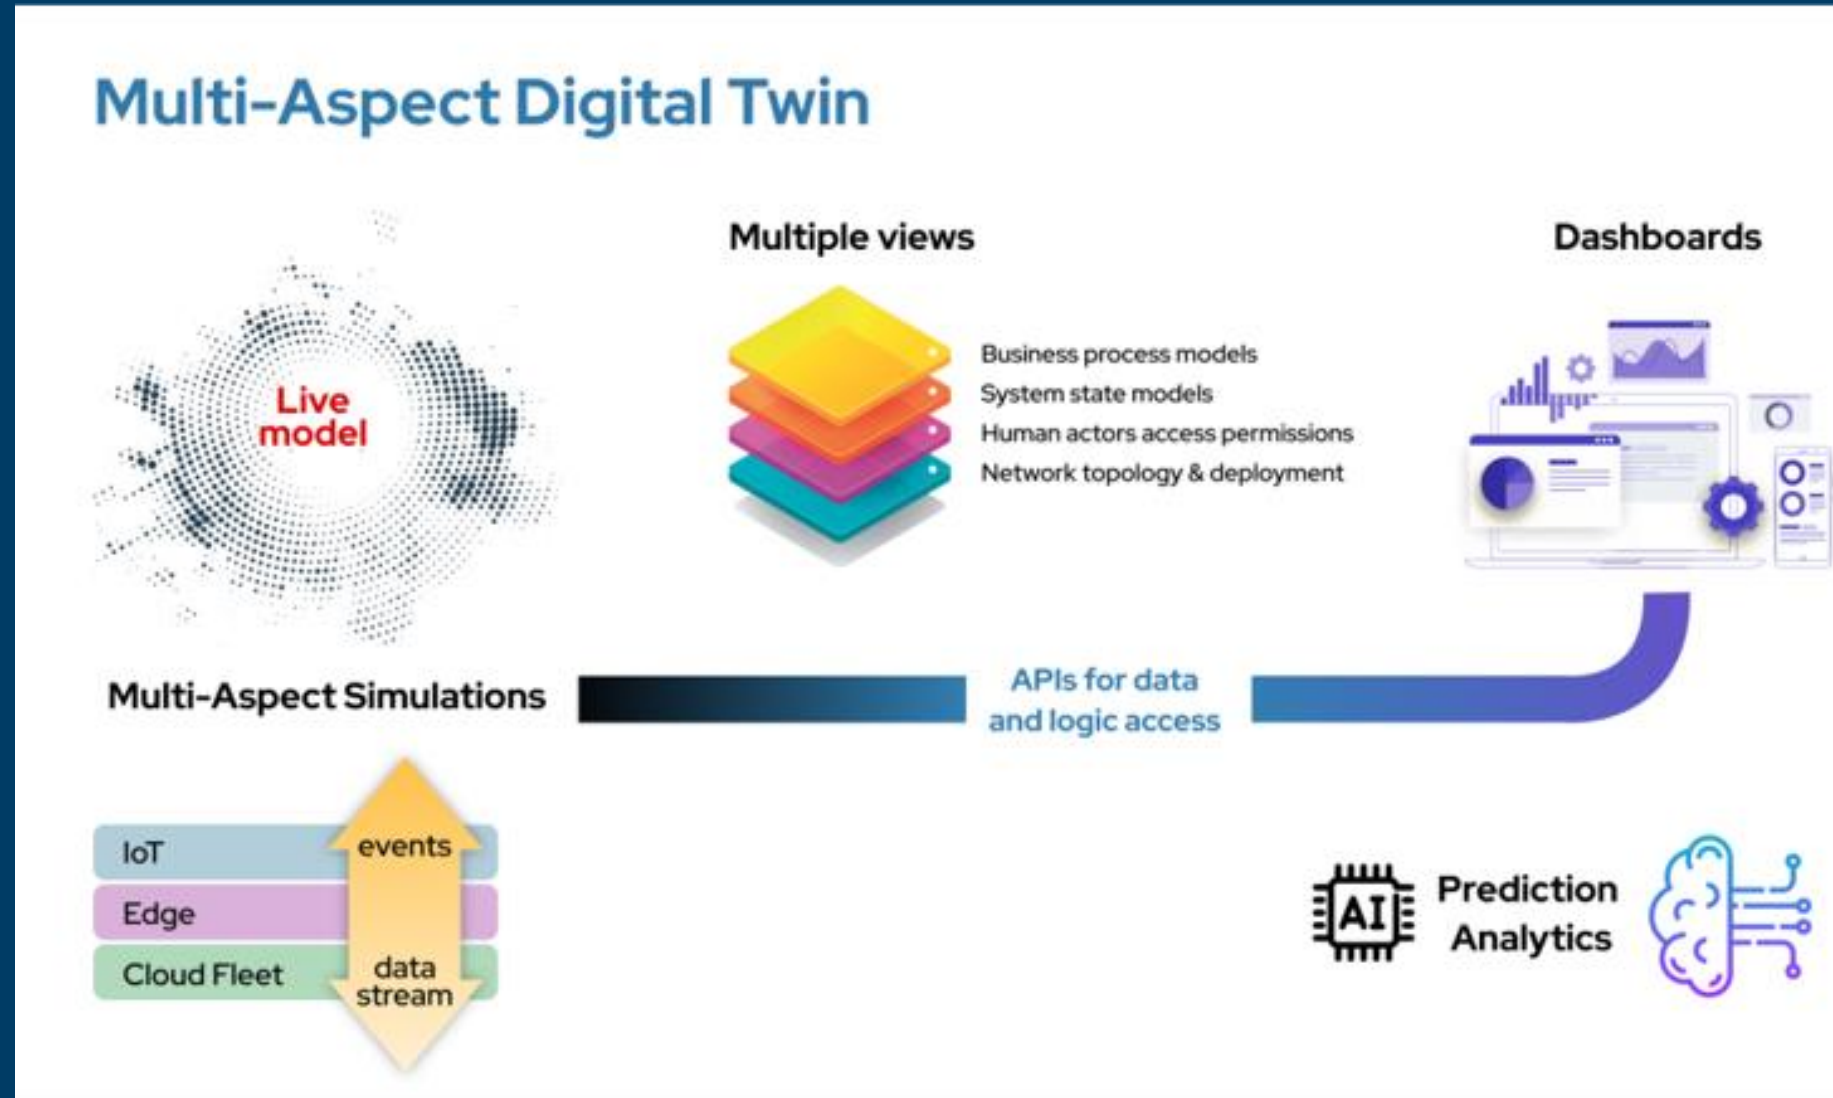 Multi-Aspect Digital Twin
Live
model
Multiple views
Business process models
System state models
Human actors access permissions
Network topology & deployment
Dashboards
Multi-Aspect Simulations
APIs for data
and logic access
IoT
Edge
Cloud Fleet
events
data
stream
AI
Prediction
Analytics